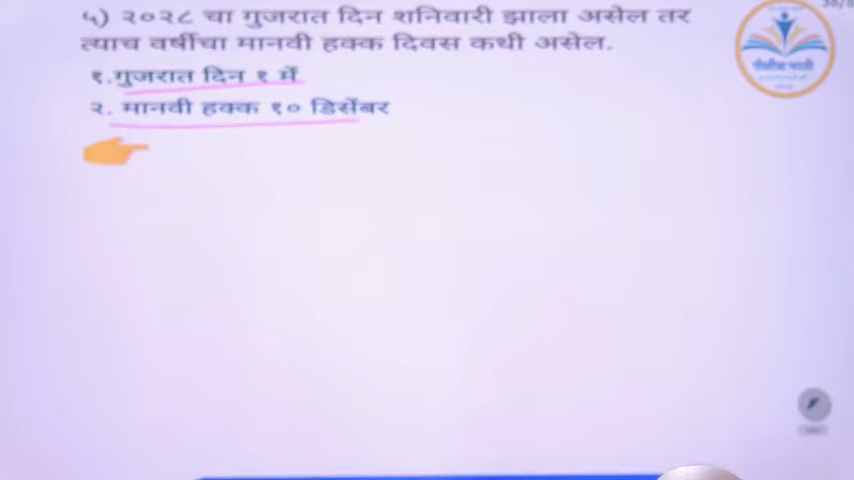 ५) २०२८ चा गुजरात दिन शनिवारी झाला असेल तर
त्याच वर्षीचा मानवी हक्क दिवस कधी असेल.
१.गुजरात दिन १ में
२. मानवी हक्क १० डिसेंबर